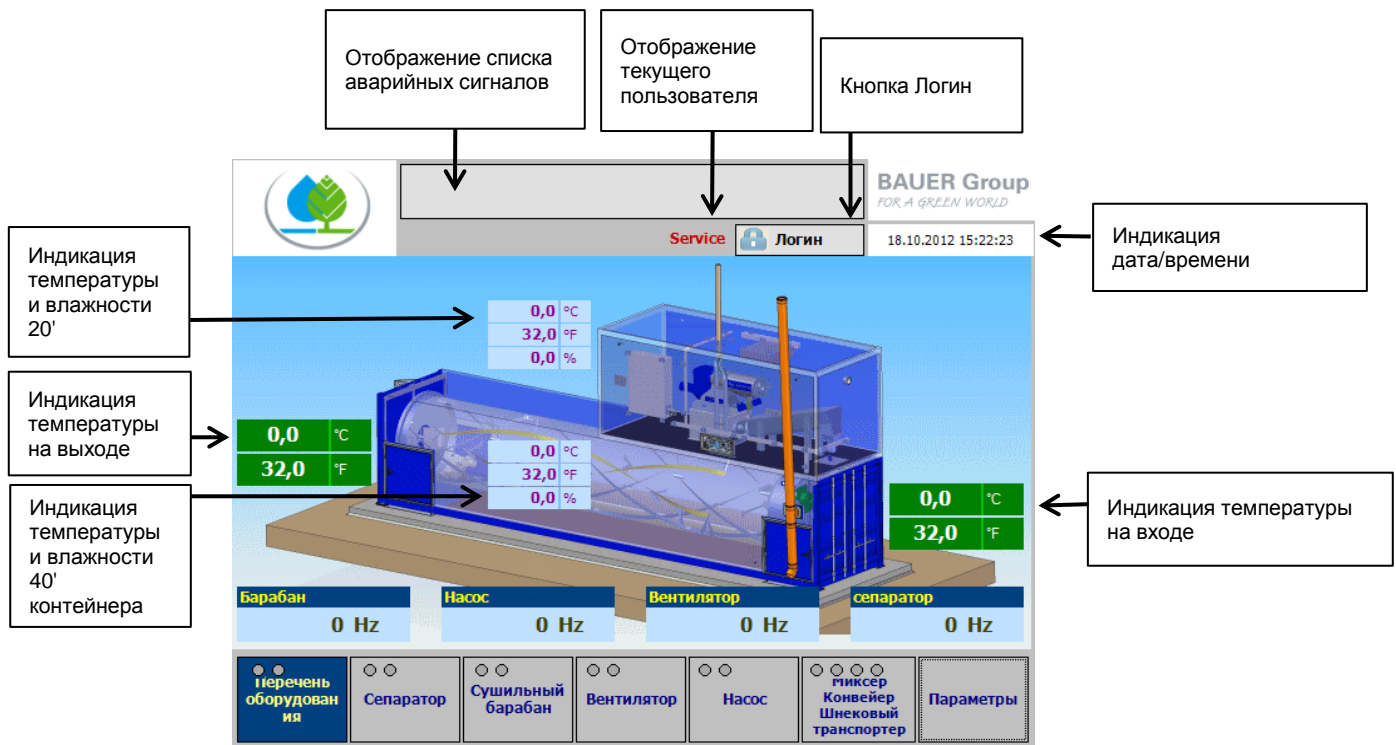 Отображение списка
аварийных сигналов
Отображение
текущего
пользователя
Кнопка Логин
BAUER Group
FOR A GREEN WORLD
Service
Логин
18.10.2012 15:22:23
Индикация
дата/времени
Индикация
температуры
и влажности
20'
0,0 °C
32,0 °F
0,0 %
Индикация
температуры
на выходе
0,0 °C
32,0 °F
0,0 °C
32,0 °F
0,0 %
Индикация
температуры
и влажности
40'
контейнера
0,0 °C
32,0 °F
Индикация температуры
на входе
Барабан
0 Hz
Насос
0 Hz
Вентилятор
0 Hz
сепаратор
0 Hz
Перечень
оборудован
ия
Сепаратор
Сушильный
барабан
Вентилятор
Насос
Миксер
Конвейер
Шнековый
транспортер
Параметры